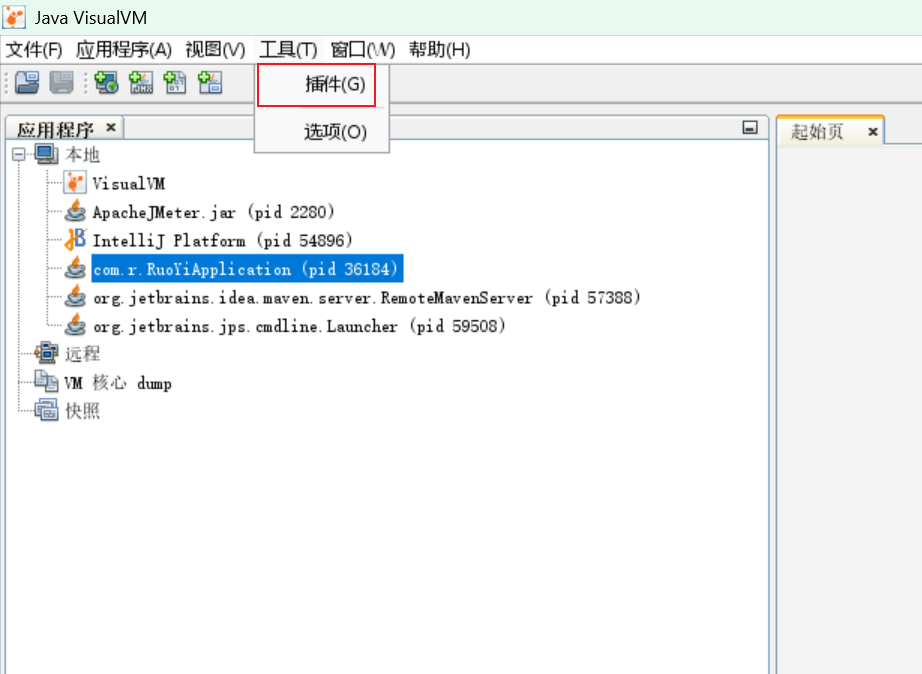 Java VisualVM
文件(F) 应用程序(A) 视图(V) 工具(T) 窗口(W) 帮助(H)
插件(G)
选项(O)
应用程序
起始页
本地
VisualVM
ApacheJMeter.jar (pid 2280)
IntelliJ Platform (pid 54896)
com.r.RuoYiApplication (pid 36184)
org.jetbrains.idea.maven.server.RemoteMavenServer (pid 57388)
org.jetbrains.jps.cmdline.Launcher (pid 59508)
远程
VM 核心 dump
快照